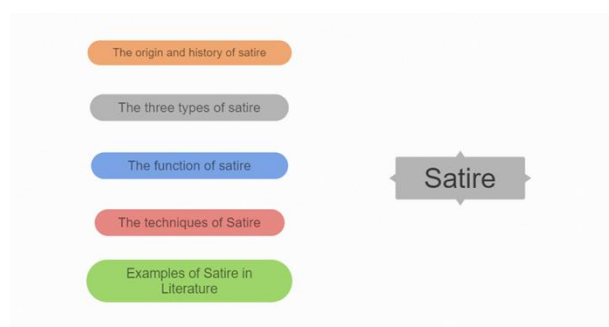 The origin and history of satire
The three types of satire
The function of satire
The techniques of Satire
Examples of Satire in
Literature
Satire